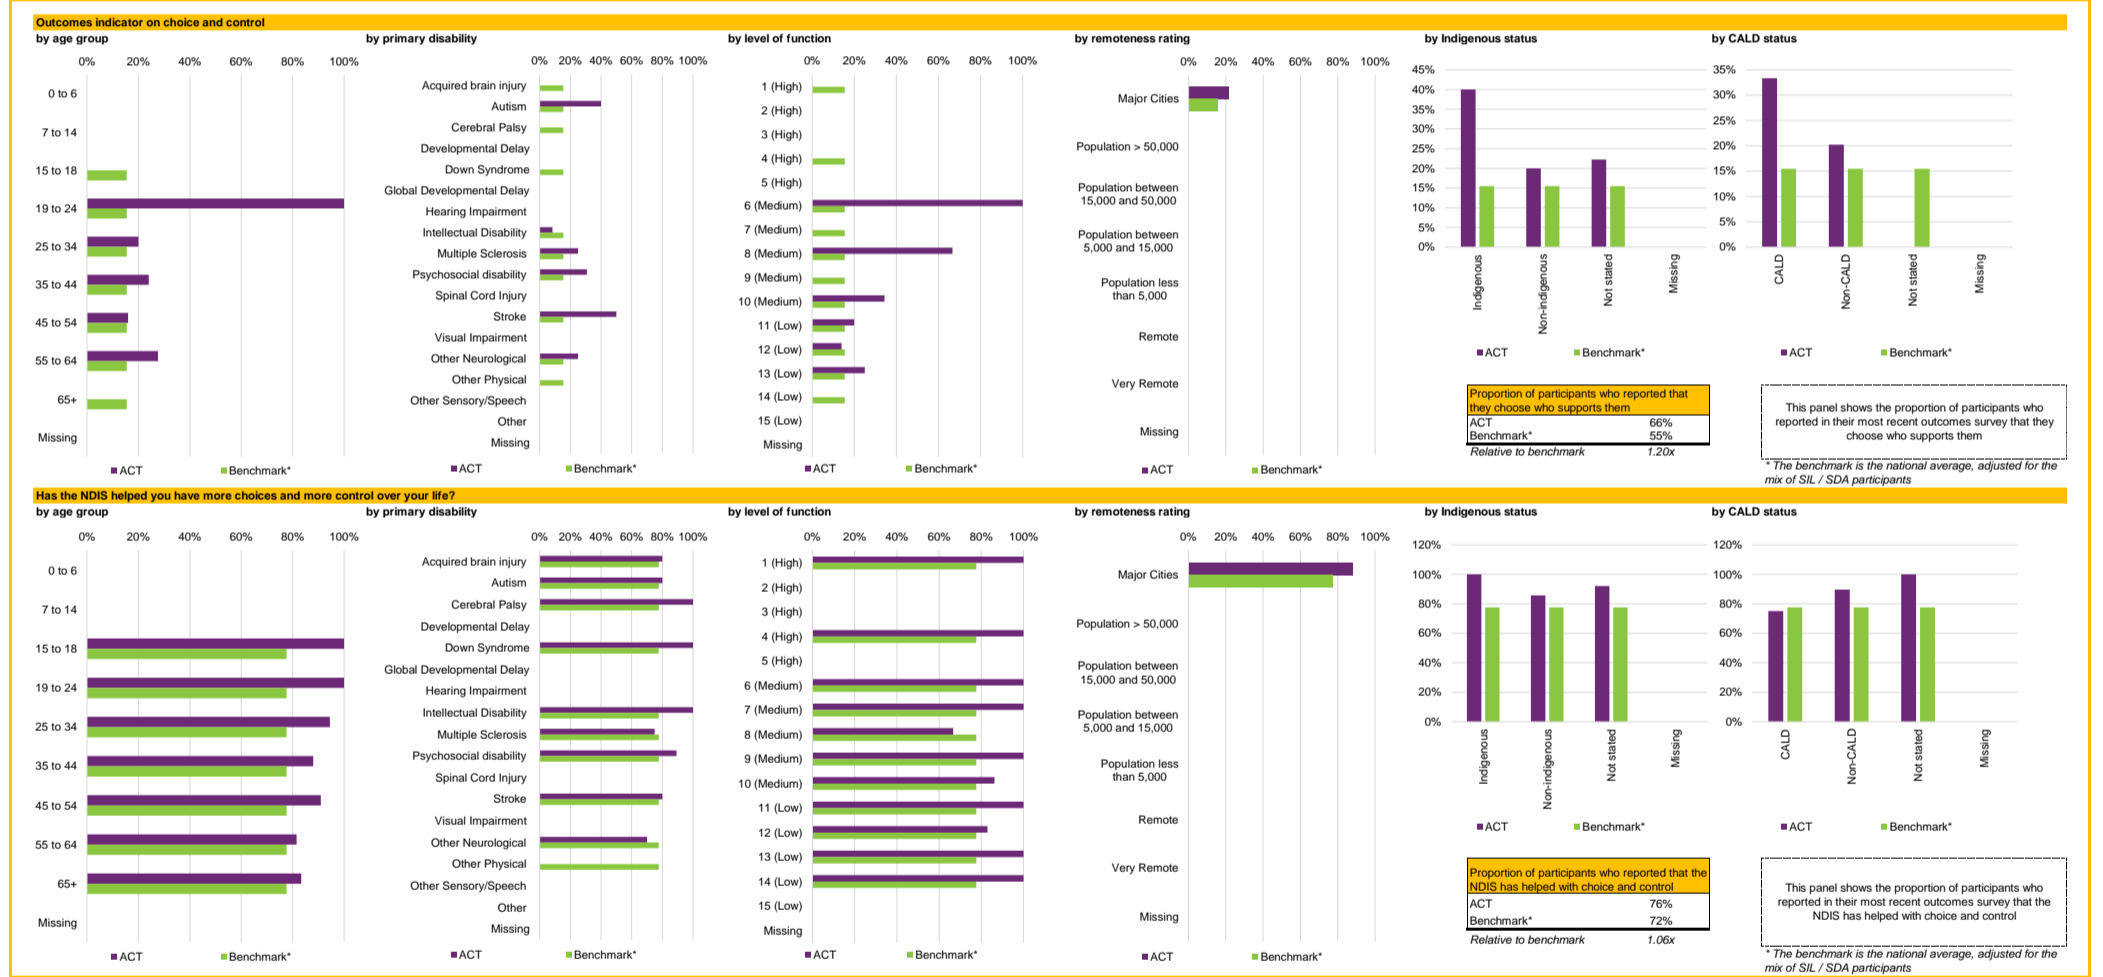 Outcomes indicator on choice and control
by age group
0% 20% 40% 60% 80% 100%
0 to 6
7 to 14
15 to 18
19 to 24
25 to 34
35 to 44
45 to 54
55 to 64
65+
Missing
ACT Benchmark*
by primary disability
0% 20% 40% 60% 80% 100%
Acquired brain injury
Autism
Cerebral Palsy
Developmental Delay
Down Syndrome
Global Developmental Delay
Hearing Impairment
Intellectual Disability
Multiple Sclerosis
Psychosocial disability
Spinal Cord Injury
Stroke
Visual Impairment
Other Neurological
Other Physical
Other Sensory/Speech
Other
Missing
ACT Benchmark*
by level of function
0% 20% 40% 60% 80% 100%
1 (High)
2 (High)
3 (High)
4 (High)
5 (High)
6 (Medium)
7 (Medium)
8 (Medium)
9 (Medium)
10 (Medium)
11 (Low)
12 (Low)
13 (Low)
14 (Low)
15 (Low)
Missing
ACT Benchmark*
by remoteness rating
0% 20% 40% 60% 80% 100%
Major Cities
Population > 50,000
Population between
15,000 and 50,000
Population between
5,000 and 15,000
Population less
than 5,000
Remote
Very Remote
Missing
ACT Benchmark*
by Indigenous status
45%
40%
35%
30%
25%
20%
15%
10%
5%
0%
Indigenous
Non-indigenous
Not stated
Missing
ACT Benchmark*
by CALD status
35%
30%
25%
20%
15%
10%
5%
0%
CALD
Non-CALD
Not stated
Missing
ACT Benchmark*
Proportion of participants who reported that
they choose who supports them
ACT 66%
Benchmark* 55%
Relative to benchmark 1.20x
This panel shows the proportion of participants who
reported in their most recent outcomes survey that they
choose who supports them
* The benchmark is the national average, adjusted for the
mix of SIL / SDA participants
Has the NDIS helped you have more choices and more control over your life?
by age group
0% 20% 40% 60% 80% 100%
0 to 6
7 to 14
15 to 18
19 to 24
25 to 34
35 to 44
45 to 54
55 to 64
65+
Missing
ACT Benchmark*
by primary disability
0% 20% 40% 60% 80% 100%
Acquired brain injury
Autism
Cerebral Palsy
Developmental Delay
Down Syndrome
Global Developmental Delay
Hearing Impairment
Intellectual Disability
Multiple Sclerosis
Psychosocial disability
Spinal Cord Injury
Stroke
Visual Impairment
Other Neurological
Other Physical
Other Sensory/Speech
Other
Missing
ACT Benchmark*
by level of function
0% 20% 40% 60% 80% 100%
1 (High)
2 (High)
3 (High)
4 (High)
5 (High)
6 (Medium)
7 (Medium)
8 (Medium)
9 (Medium)
10 (Medium)
11 (Low)
12 (Low)
13 (Low)
14 (Low)
15 (Low)
Missing
ACT Benchmark*
by remoteness rating
0% 20% 40% 60% 80% 100%
Major Cities
Population > 50,000
Population between
15,000 and 50,000
Population between
5,000 and 15,000
Population less
than 5,000
Remote
Very Remote
Missing
ACT Benchmark*
by Indigenous status
120%
100%
80%
60%
40%
20%
0%
Indigenous
Non-indigenous
Not stated
Missing
ACT Benchmark*
by CALD status
120%
100%
80%
60%
40%
20%
0%
CALD
Non-CALD
Not stated
Missing
ACT Benchmark*
Proportion of participants who reported that the
NDIS has helped with choice and control
ACT 76%
Benchmark* 72%
Relative to benchmark 1.06x
This panel shows the proportion of participants who
reported in their most recent outcomes survey that the
NDIS has helped with choice and control
* The benchmark is the national average, adjusted for the
mix of SIL / SDA participants